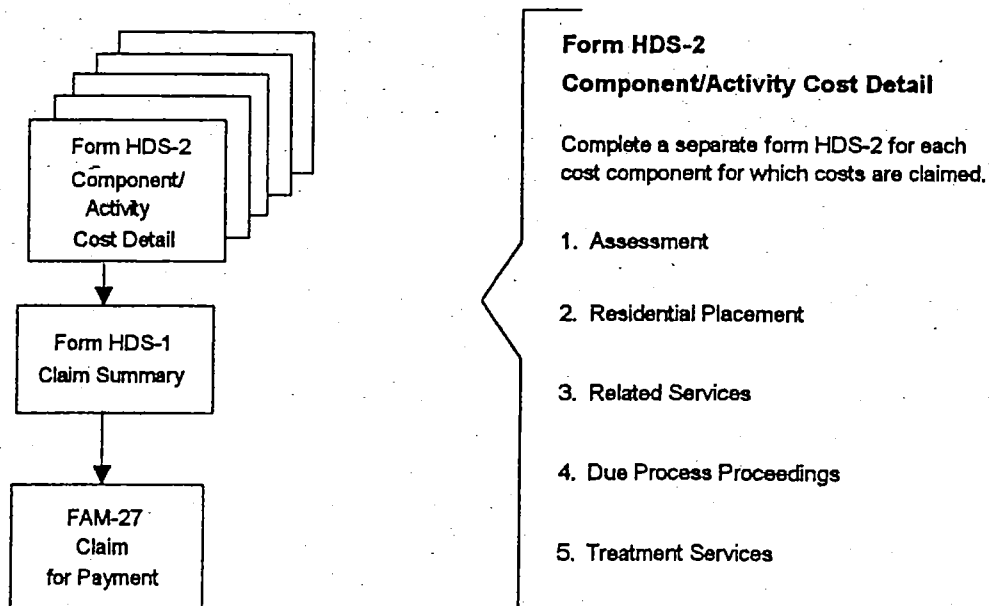 Form HDS-2
Component/
Activity
Cost Detail
Form HDS-1
Claim Summary
FAM-27
Claim
for Payment
Form HDS-2
Component/Activity Cost Detail
Complete a separate form HDS-2 for each
cost component for which costs are claimed.
1. Assessment
2. Residential Placement
3. Related Services
4. Due Process Proceedings
5. Treatment Services